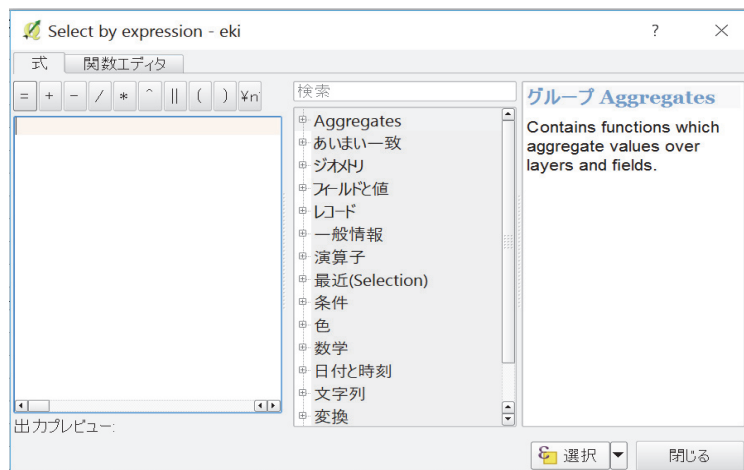 Select by expression - eki
? ×
式 関数エディタ
= + - / * ^ || ( ) ¥n'
検索
Aggregates
あいまい一致
ジオメトリ
フィールドと値
レコード
一般情報
演算子
最近(Selection)
条件
色
数学
日付と時刻
文字列
変換
グループ Aggregates
Contains functions which
aggregate values over
layers and fields.
出力プレビュー:
選択 閉じる